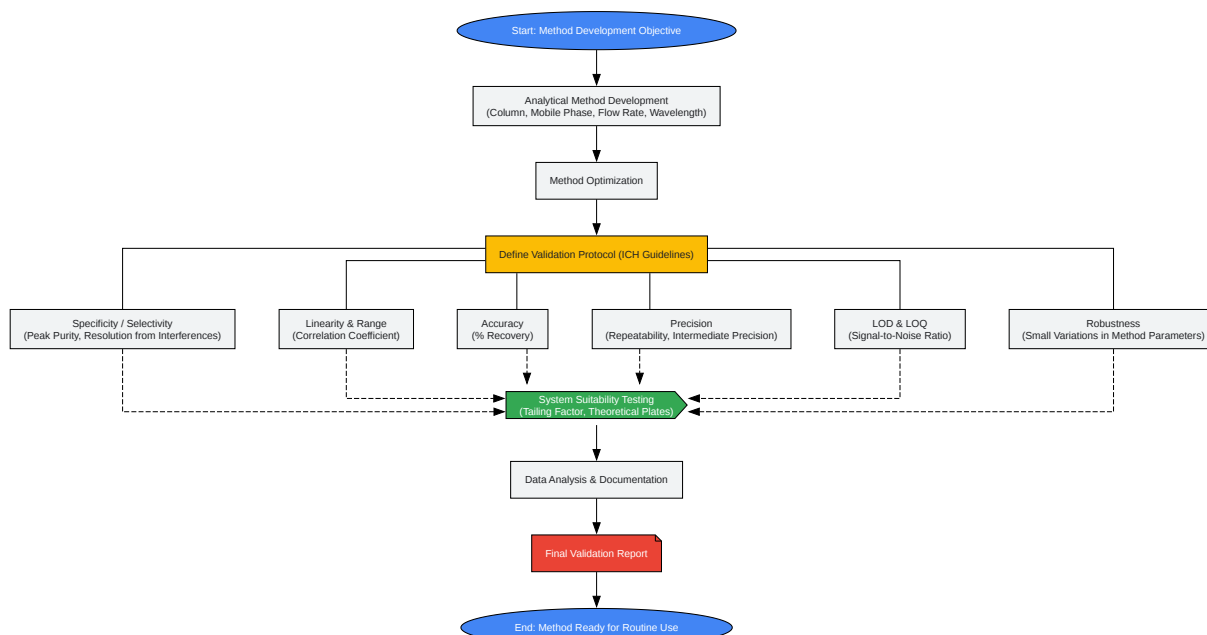 Start: Method Development Objective
Analytical Method Development
(Column, Mobile Phase, Flow Rate, Wavelength)
Method Optimization
Define Validation Protocol (ICH Guidelines)
Specificity / Selectivity
(Peak Purity, Resolution from Interferences)
Linearity & Range
(Correlation Coefficient)
Accuracy
(% Recovery)
Precision
(Repeatability, Intermediate Precision)
LOD & LOQ
(Signal-to-Noise Ratio)
Robustness
(Small Variations in Method Parameters)
System Suitability Testing
(Tailing Factor, Theoretical Plates)
Data Analysis & Documentation
Final Validation Report
End: Method Ready for Routine Use